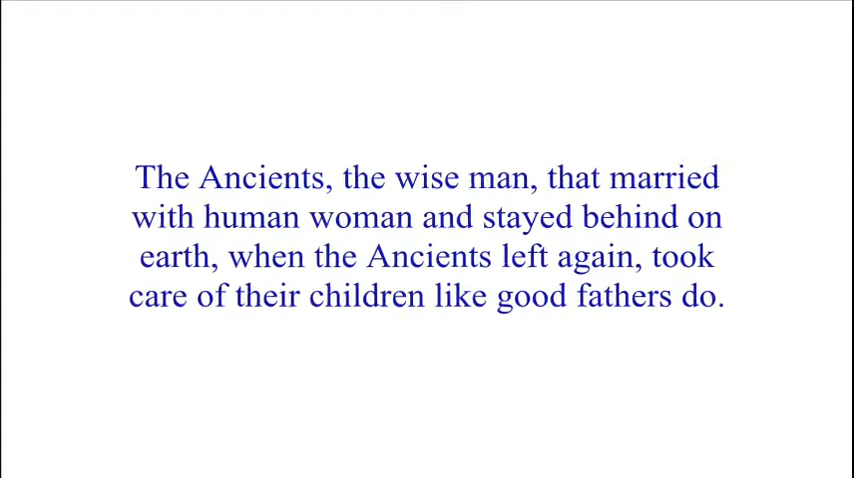 The Ancients, the wise man, that married
with human woman and stayed behind on
earth, when the Ancients left again, took
care of their children like good fathers do.